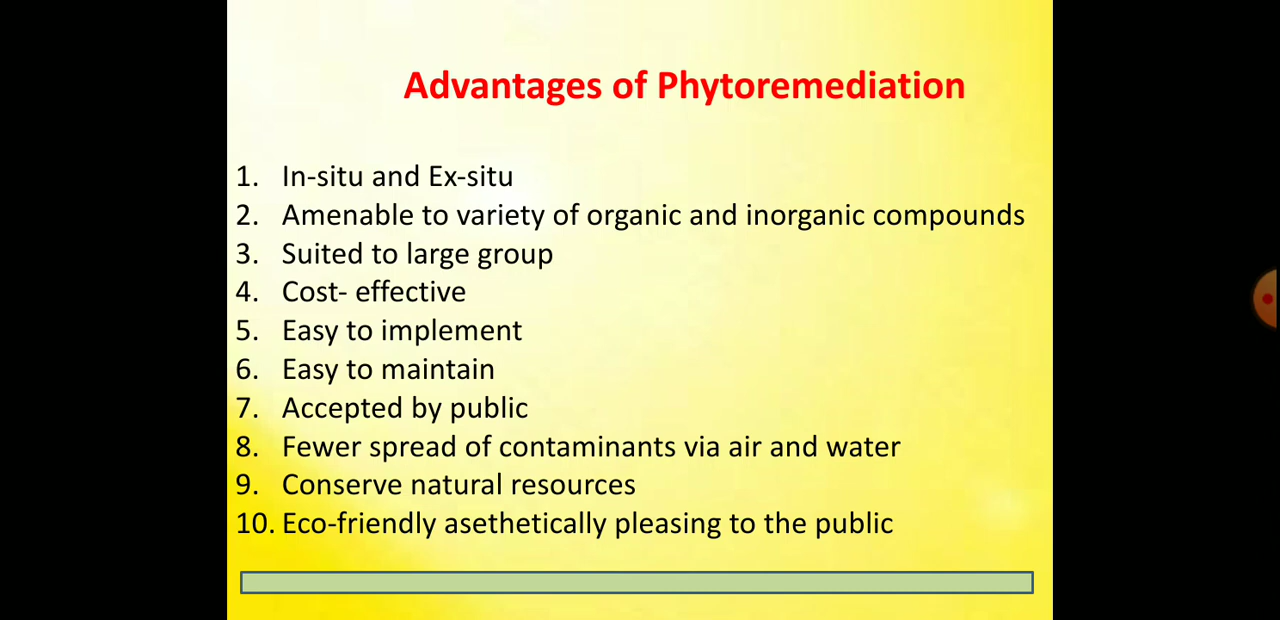 Advantages of Phytoremediation
1. In-situ and Ex-situ
2. Amenable to variety of organic and inorganic compounds
3. Suited to large group
4. Cost- effective
5. Easy to implement
6. Easy to maintain
7. Accepted by public
8. Fewer spread of contaminants via air and water
9. Conserve natural resources
10. Eco-friendly asethetically pleasing to the public